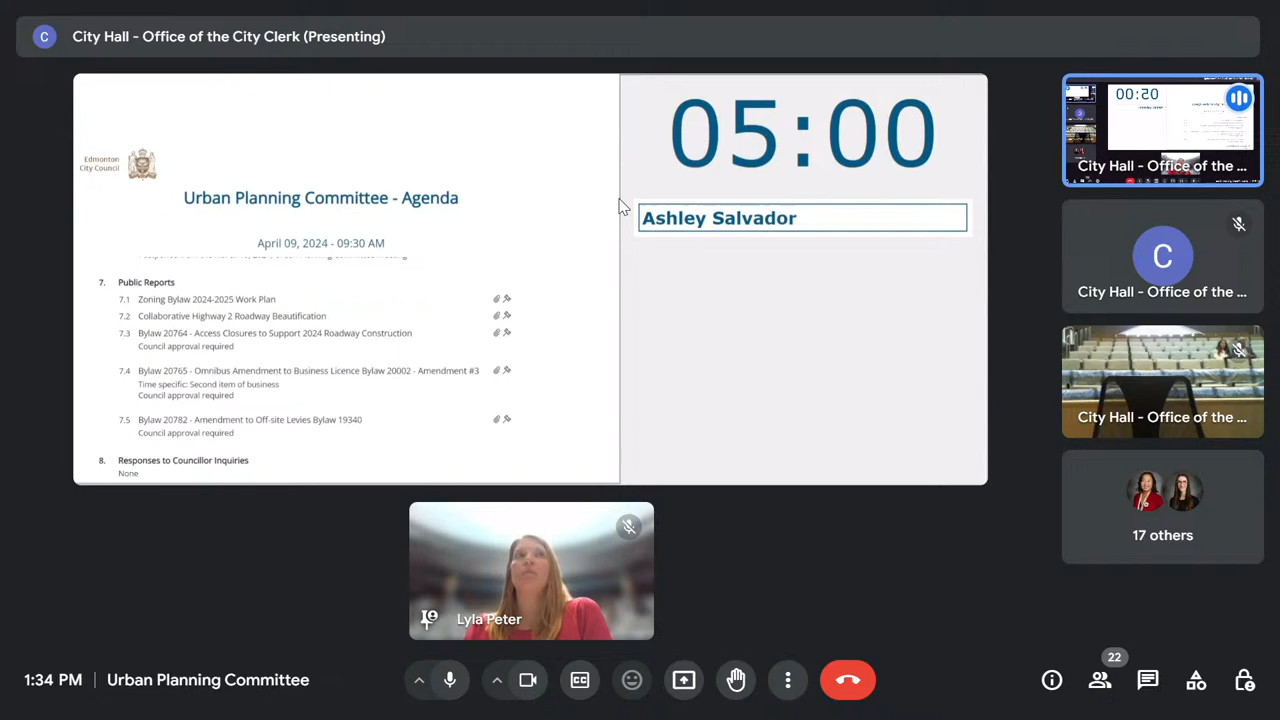 C
City Hall - Office of the City Clerk (Presenting)
Edmonton
City Council
Urban Planning Committee - Agenda
April 09, 2024 - 09:30 AM
7. Public Reports
7.1 Zoning Bylaw 2024-2025 Work Plan
7.2 Collaborative Highway 2 Roadway Beautification
7.3 Bylaw 20764 - Access Closures to Support 2024 Roadway Construction
Council approval required
7.4 Bylaw 20765 - Omnibus Amendment to Business Licence Bylaw 20002 - Amendment #3
Time specific: Second item of business
Council approval required
7.5 Bylaw 20782 - Amendment to Off-site Levies Bylaw 19340
Council approval required
8. Responses to Councillor Inquiries
None
05:00
Ashley Salvador
05:00
City Hall - Office of the ...
C
City Hall - Office of the ...
City Hall - Office of the ...
17 others
Lyla Peter
1:34 PM | Urban Planning Committee
22